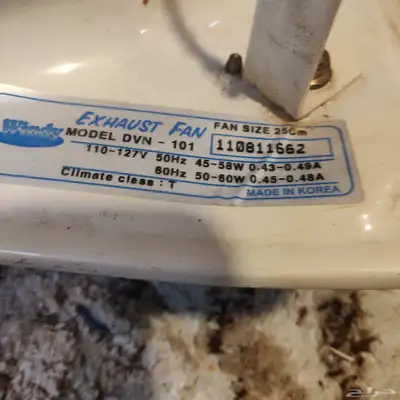 Windy
EXHAUST FAN
FAN SIZE 25Cm
MODEL DVN - 101
110811662
110-127V 50Hz 45-58W 0.43-0.49A
60Hz 50-60W 0.45-0.48A
Climate class : T
MADE IN KOREA
حراج